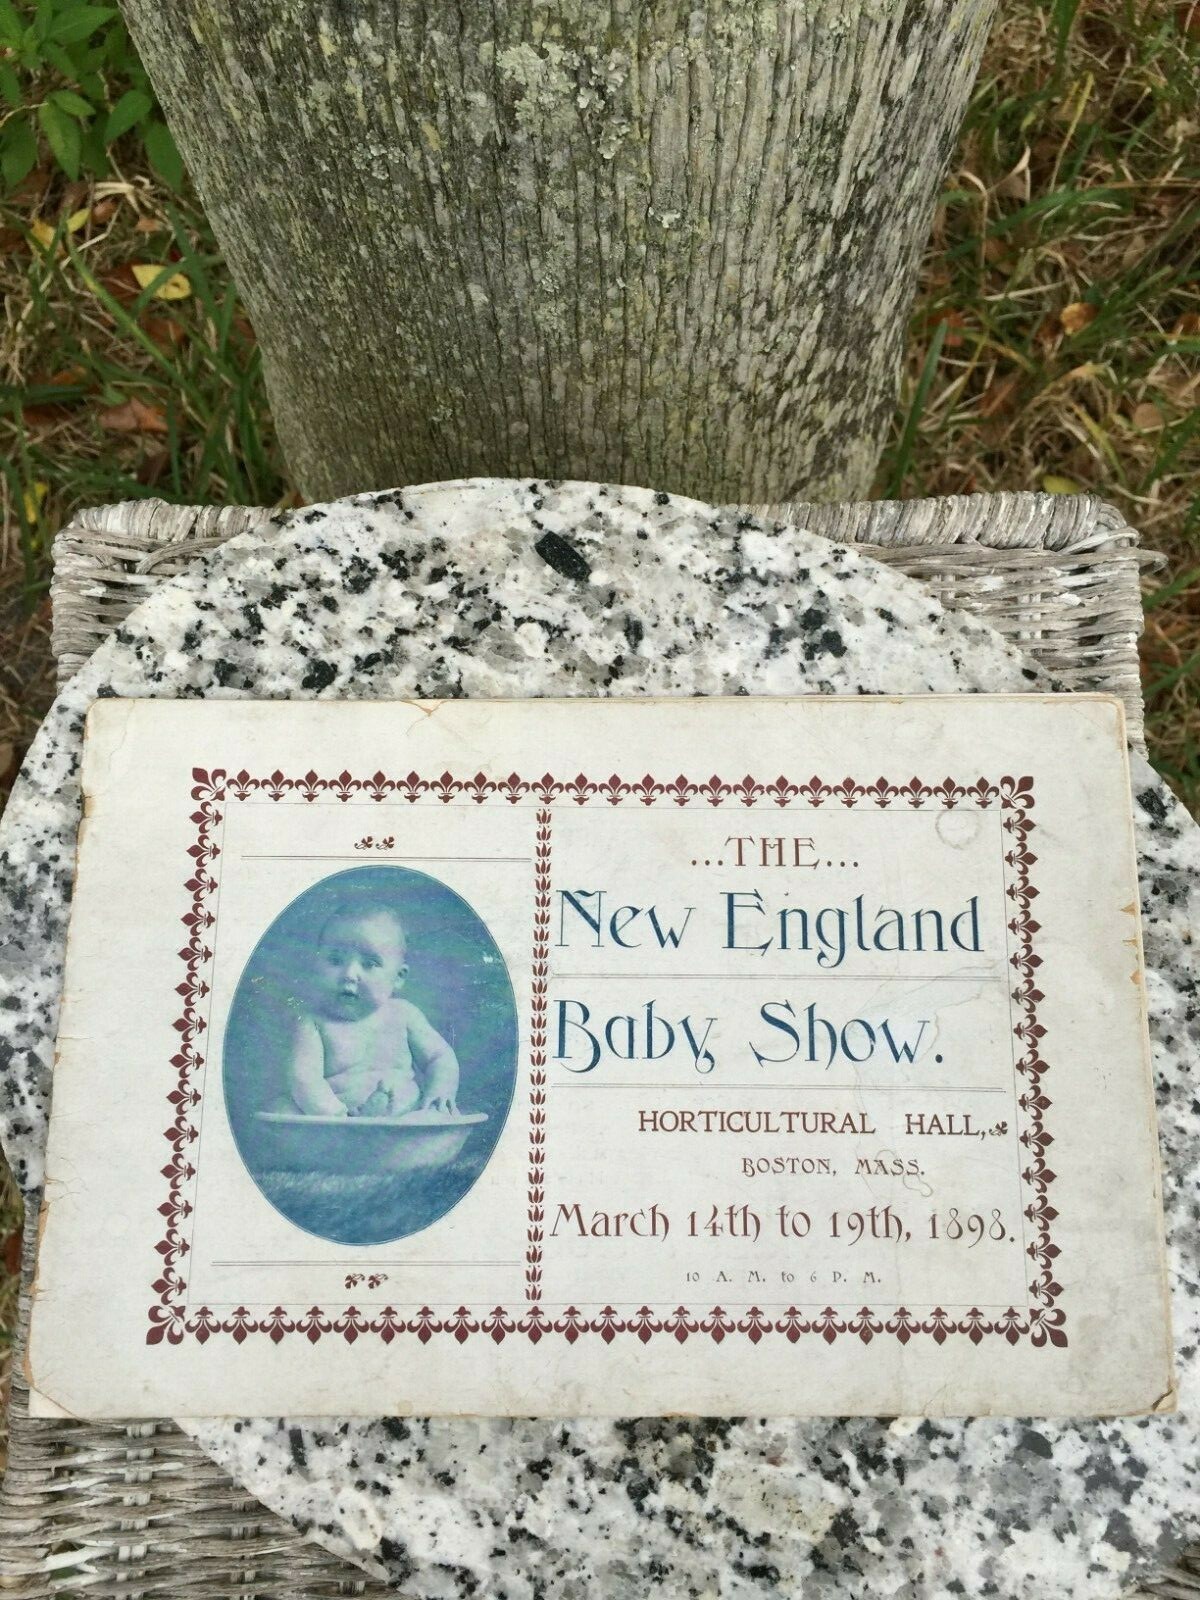 ...THE...
New England
Baby Show.
HORTICULTURAL HALL,
BOSTON, MASS.
March 14th to 19th, 1898.
10 A. M. to 6 P. M.